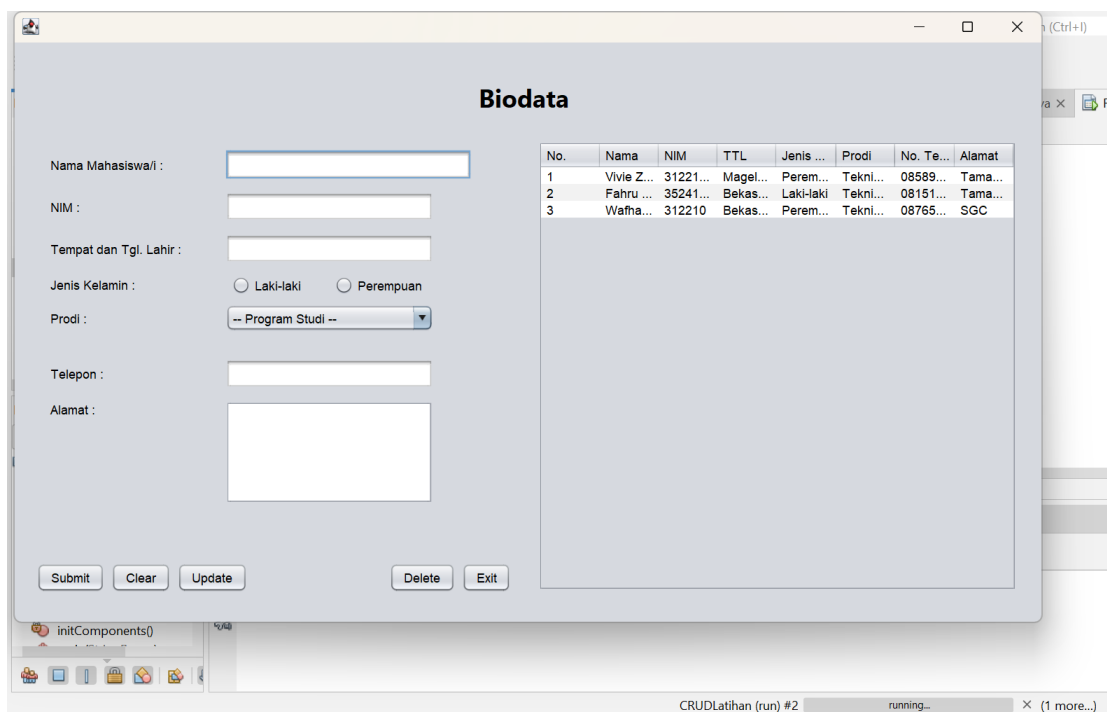 n (Ctrl+I)
Biodata
Nama Mahasiswa/i :
NIM :
Tempat dan Tgl. Lahir :
Jenis Kelamin :
Laki-laki
Perempuan
Prodi :
-- Program Studi --
Telepon :
Alamat :
Submit
Clear
Update
Delete
Exit
No. Nama NIM TTL Jenis ... Prodi No. Te... Alamat
1 Vivie Z... 31221... Magel... Perem... Tekni... 08589... Tama...
2 Fahru ... 35241... Bekas... Laki-laki Tekni... 08151... Tama...
3 Wafha... 312210 Bekas... Perem... Tekni... 08765... SGC
initComponents()
CRUDLatihan (run) #2
running...
(1 more...)